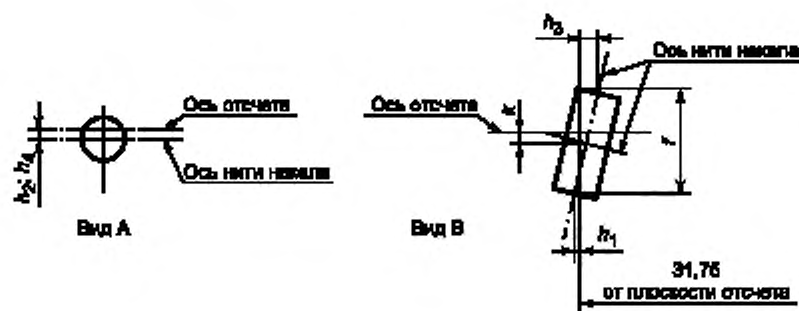 h₃
Ось нити накала
Ось отсчета
Ось отсчета
к
f
h₂; h₄
Ось нити накала
Вид А
Вид В
j
h₁
31,75
от плоскости отсчета